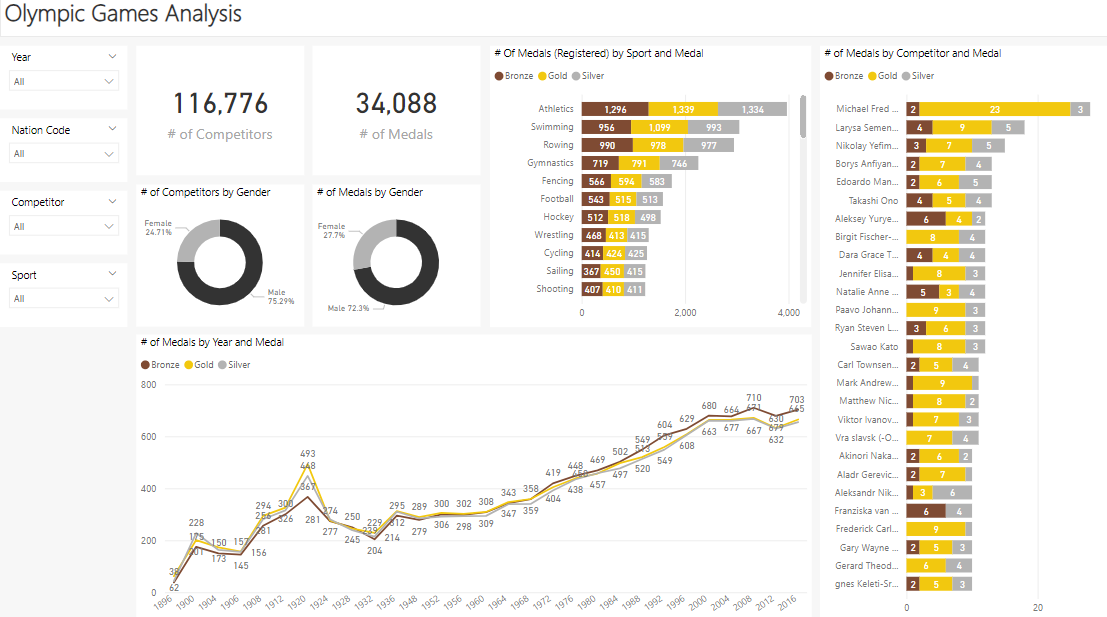 Olympic Games Analysis
Year
All
Nation Code
All
Competitor
All
Sport
All
116,776
# of Competitors
34,088
# of Medals
# of Competitors by Gender
Female
24.71%
Male
75.29%
# of Medals by Gender
Female
27.7%
Male 72.3%
# Of Medals (Registered) by Sport and Medal
Bronze Gold Silver
Athletics 1,296 1,339 1,334
Swimming 956 1,099 993
Rowing 990 978 977
Gymnastics 719 791 746
Fencing 566 594 583
Football 543 515 513
Hockey 512 518 498
Wrestling 468 413 415
Cycling 414 424 425
Sailing 367 450 415
Shooting 407 410 411
0 2,000 4,000
# of Medals by Competitor and Medal
Bronze Gold Silver
Michael Fred ... 2 23 3
Larysa Semen... 4 9 5
Nikolay Yefim... 3 7 5
Borys Anfiyan... 2 7 4
Edoardo Man... 2 6 5
Takashi Ono 4 5 4
Aleksey Yurye... 6 4 2
Birgit Fischer-... 8 4
Dara Grace T... 4 4 4
Jennifer Elisa... 8 3
Natalie Anne ... 5 3 4
Paavo Johann... 9 3
Ryan Steven L... 3 6 3
Sawao Kato 8 3
Carl Townsen... 2 5 4
Mark Andrew... 9
Matthew Nic... 8 2
Viktor Ivanov... 7 3
Vra slavsk (-O... 7 4
Akinori Naka... 2 6 2
Aladr Gerevic... 2 7
Aleksandr Nik... 3 6
Franziska van ... 6 4
Frederick Carl... 9
Gary Wayne ... 2 5 3
Gerard Theod... 6 4
gnes Keleti-Sr... 2 5 3
0 20
# of Medals by Year and Medal
Bronze Gold Silver
800
600
400
200
0
38 62
228 175 201
150 173
157 145
294 256 281 156
300 326
493 448 367
281 274 277
250 245
229 239 204
295 312 214
289 279
300 306
302 298
308 309
343 347
358 359
419 404
448 438
469 457
502 497
549 513 520
604 549
629 608
680 663
664 677
710 671 667
630 679 632
703 665
1896 1900 1904 1906 1908 1912 1920 1924 1928 1932 1936 1948 1952 1956 1960 1964 1968 1972 1976 1980 1984 1988 1992 1996 2000 2004 2008 2012 2016